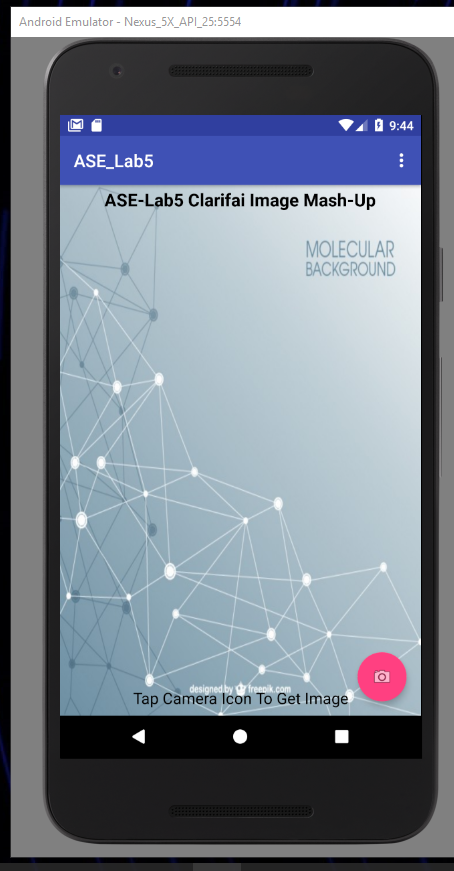 Android Emulator - Nexus_5X_API_25:5554
9:44
ASE_Lab5
ASE-Lab5 Clarifai Image Mash-Up
MOLECULAR
BACKGROUND
designed by freepik.com
Tap Camera Icon To Get Image